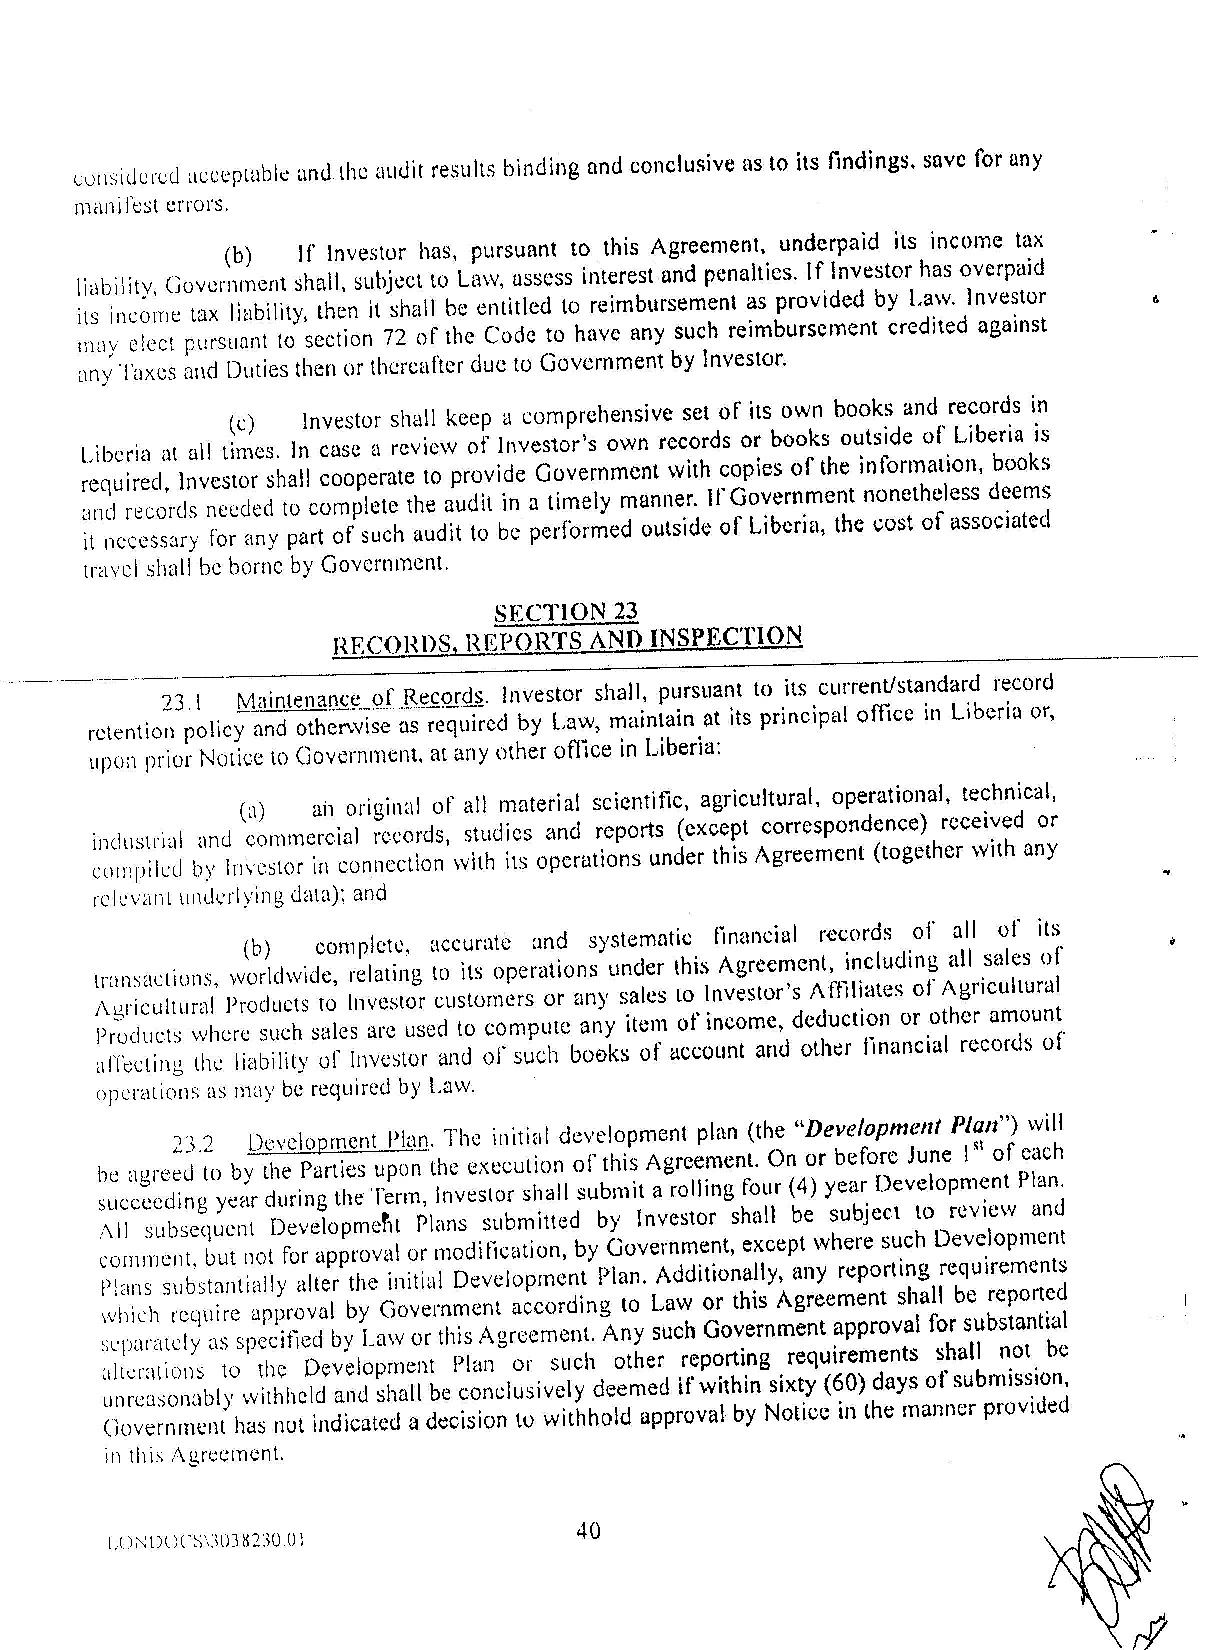 considered acceptable and the audit results binding and conclusive as to its findings, save for any
manifest errors.
(b) If Investor has, pursuant to this Agreement, underpaid its income tax
liability, Government shall, subject to Law, assess interest and penalties. If Investor has overpaid
its income tax liability, then it shall be entitled to reimbursement as provided by Law. Investor
may elect pursuant to section 72 of the Code to have any such reimbursement credited against
any Taxes and Duties then or thereafter due to Government by Investor.
(c) Investor shall keep a comprehensive set of its own books and records in
Liberia at all times. In case a review of Investor's own records or books outside of Liberia is
required, Investor shall cooperate to provide Government with copies of the information, books
and records needed to complete the audit in a timely manner. If Government nonetheless deems
it necessary for any part of such audit to be performed outside of Liberia, the cost of associated
travel shall be borne by Government.
SECTION 23
RECORDS, REPORTS AND INSPECTION
23.1 Maintenance of Records. Investor shall, pursuant to its current/standard record
retention policy and otherwise as required by Law, maintain at its principal office in Liberia or,
upon prior Notice to Government, at any other office in Liberia:
(a) an original of all material scientific, agricultural, operational, technical,
industrial and commercial records, studies and reports (except correspondence) received or
compiled by Investor in connection with its operations under this Agreement (together with any
relevant underlying data); and
(b) complete, accurate and systematic financial records of all of its
transactions, worldwide, relating to its operations under this Agreement, including all sales of
Agricultural Products to Investor customers or any sales to Investor's Affiliates of Agricultural
Products where such sales are used to compute any item of income, deduction or other amount
affecting the liability of Investor and of such books of account and other financial records of
operations as may be required by Law.
23.2 Development Plan. The initial development plan (the "Development Plan") will
be agreed to by the Parties upon the execution of this Agreement. On or before June 1st of each
succeeding year during the Term, Investor shall submit a rolling four (4) year Development Plan.
All subsequent Development Plans submitted by Investor shall be subject to review and
comment, but not for approval or modification, by Government, except where such Development
Plans substantially alter the initial Development Plan. Additionally, any reporting requirements
which require approval by Government according to Law or this Agreement shall be reported
separately as specified by Law or this Agreement. Any such Government approval for substantial
alterations to the Development Plan or such other reporting requirements shall not be
unreasonably withheld and shall be conclusively deemed if within sixty (60) days of submission,
Government has not indicated a decision to withhold approval by Notice in the manner provided
in this Agreement.
LONDOCS\3038230.01
40